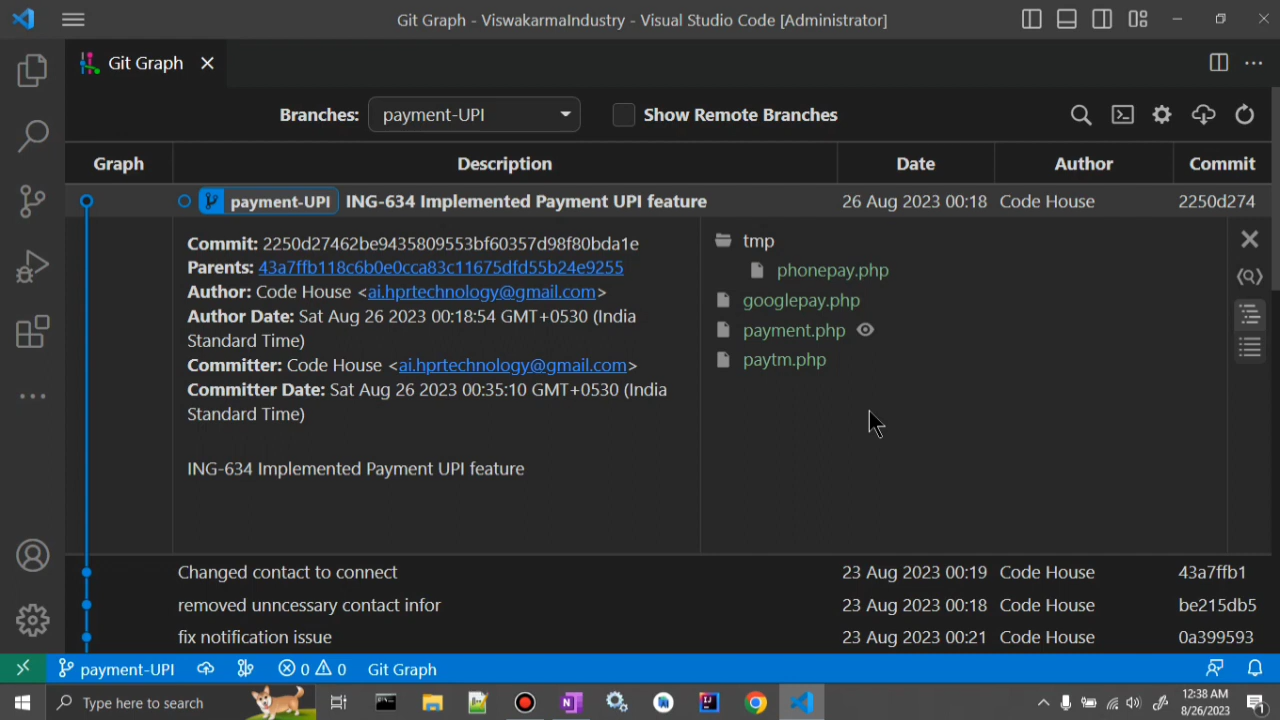 Git Graph - ViswakarmaIndustry - Visual Studio Code [Administrator]
Git Graph
Branches: payment-UPI Show Remote Branches
Graph Description Date Author Commit
payment-UPI ING-634 Implemented Payment UPI feature 26 Aug 2023 00:18 Code House 2250d274
Commit: 2250d27462be9435809553bf60357d98f80bda1e
Parents: 43a7ffb118c6b0e0cca83c11675dfd55b24e9255
Author: Code House <ai.hprtechnology@gmail.com>
Author Date: Sat Aug 26 2023 00:18:54 GMT+0530 (India
Standard Time)
Committer: Code House <ai.hprtechnology@gmail.com>
Committer Date: Sat Aug 26 2023 00:35:10 GMT+0530 (India
Standard Time)
ING-634 Implemented Payment UPI feature
tmp
phonepay.php
googlepay.php
payment.php
paytm.php
Changed contact to connect 23 Aug 2023 00:19 Code House 43a7ffb1
removed unncessary contact infor 23 Aug 2023 00:18 Code House be215db5
fix notification issue 23 Aug 2023 00:21 Code House 0a399593
payment-UPI 0 0 Git Graph
Type here to search
12:38 AM
8/26/2023
1